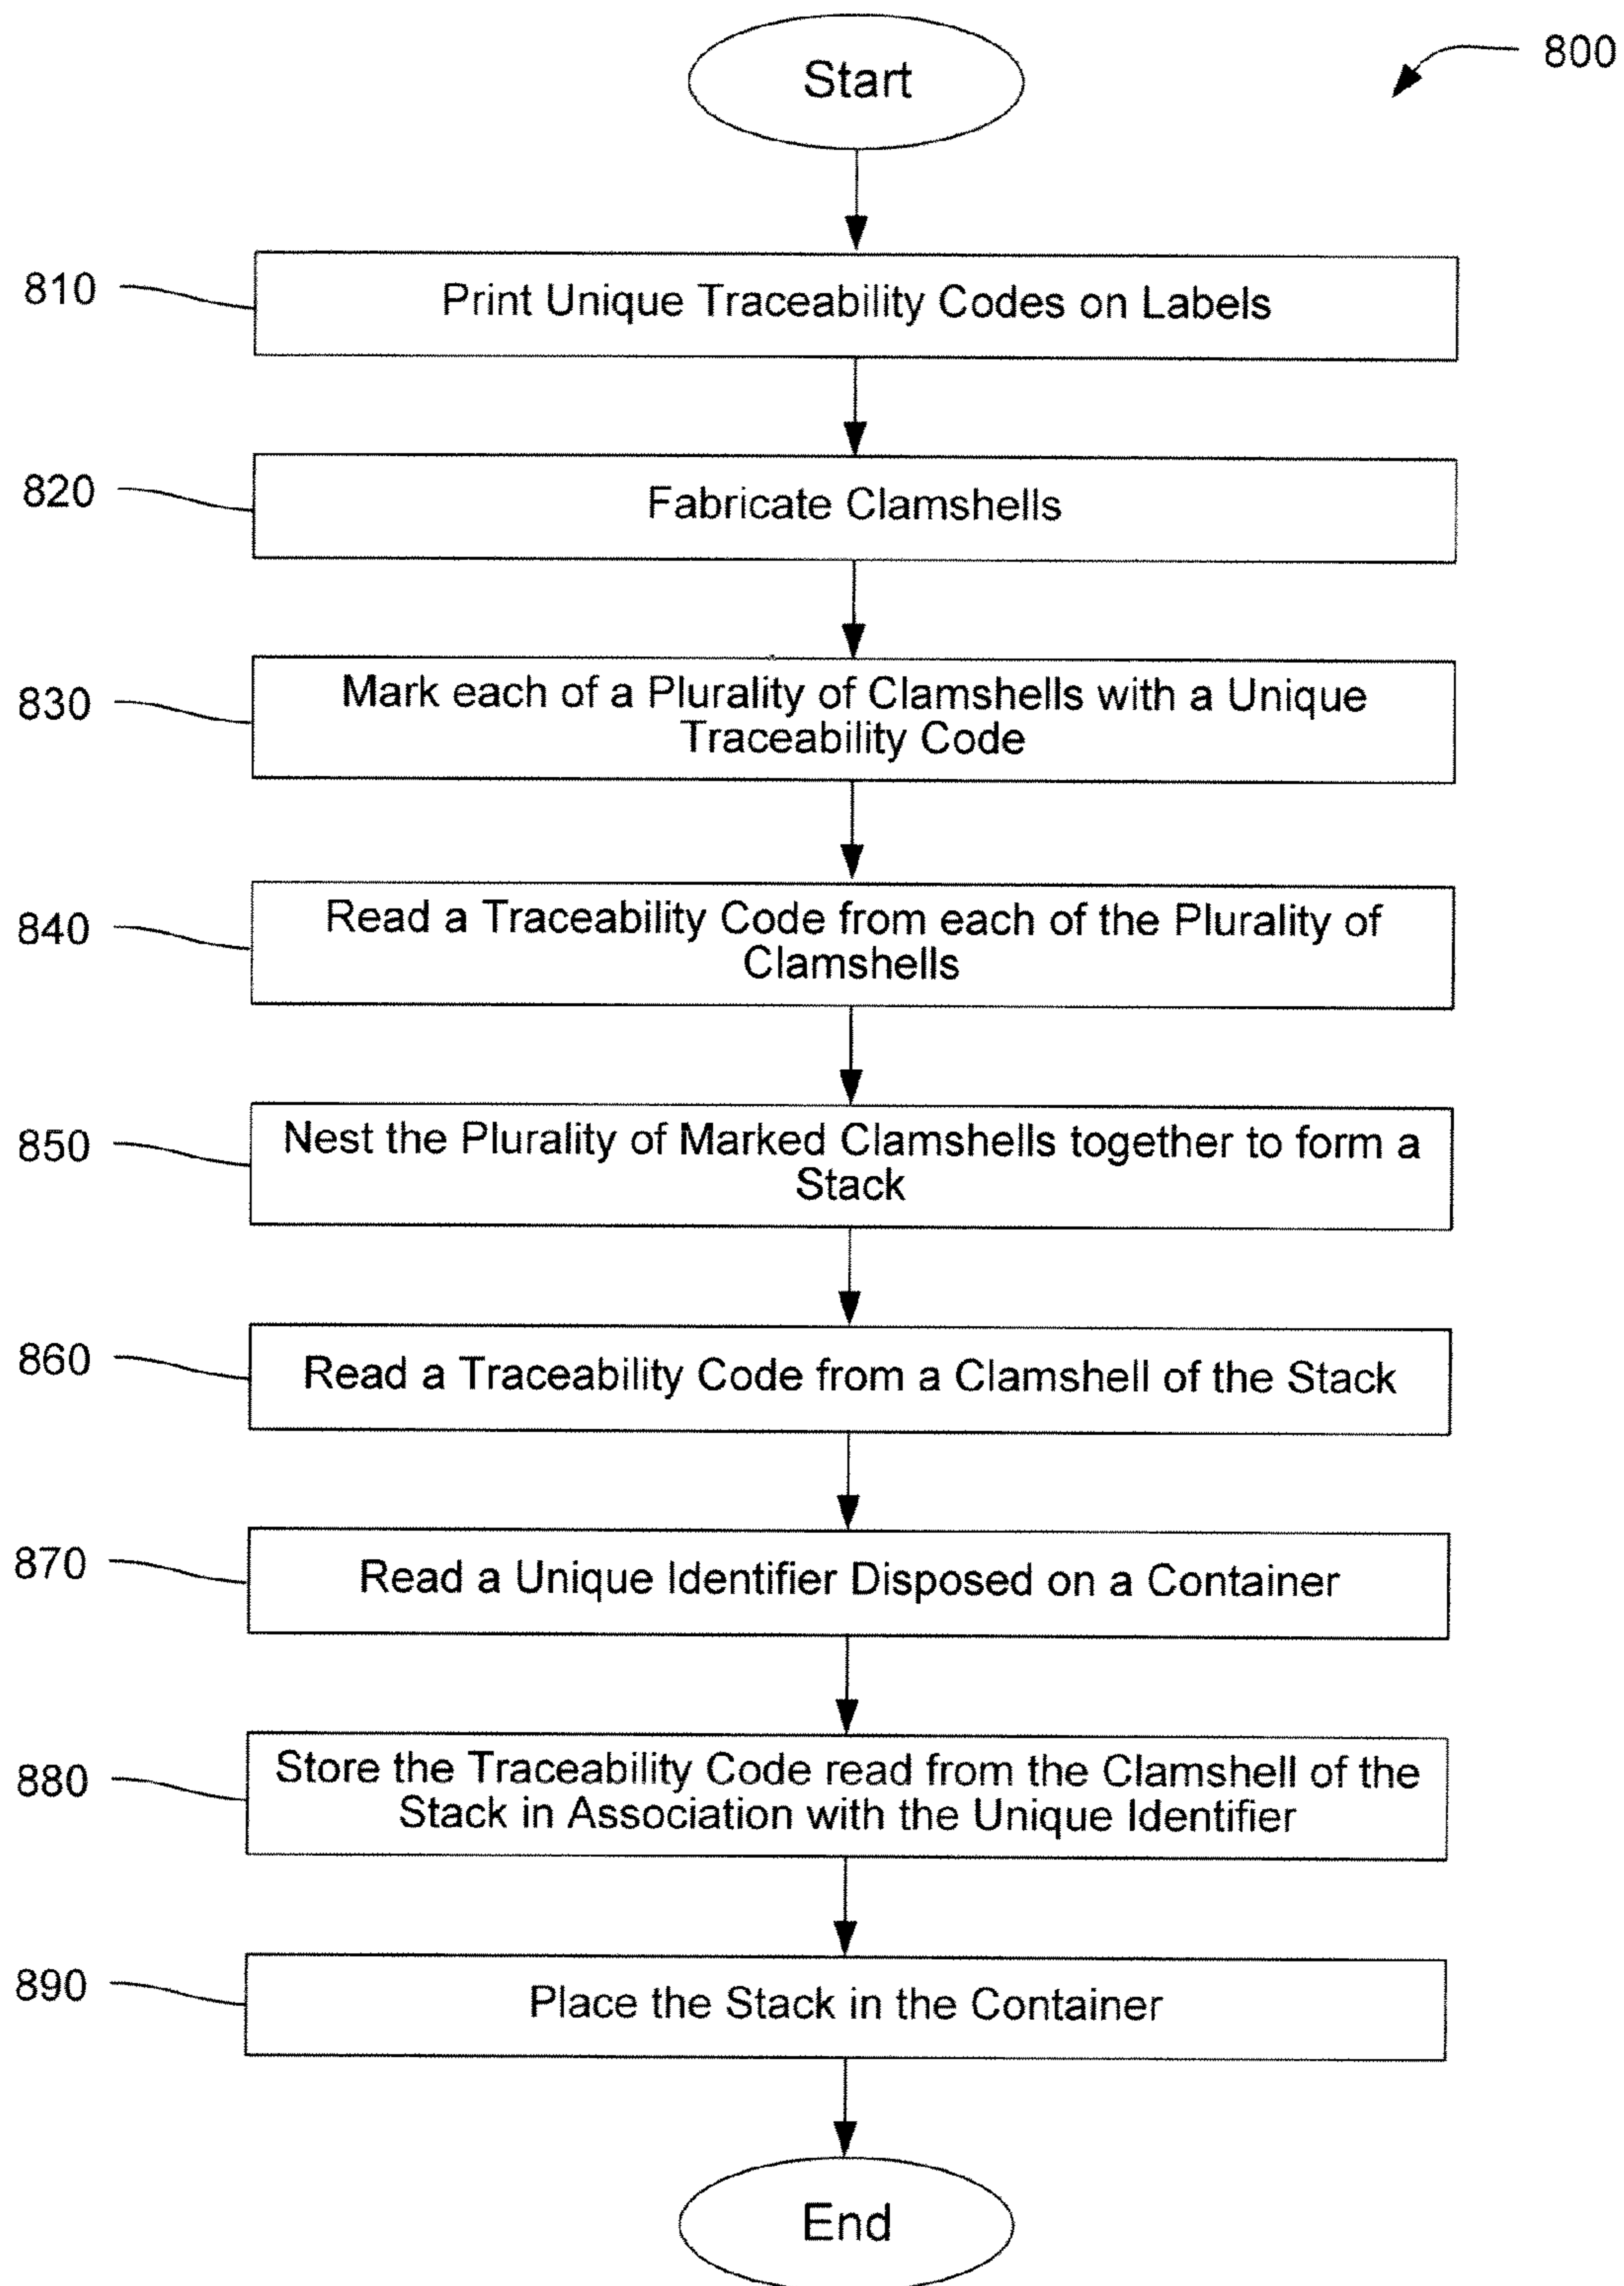 Start
800
810
Print Unique Traceability Codes on Labels
820
Fabricate Clamshells
830
Mark each of a Plurality of Clamshells with a Unique
Traceability Code
840
Read a Traceability Code from each of the Plurality of
Clamshells
850
Nest the Plurality of Marked Clamshells together to form a
Stack
860
Read a Traceability Code from a Clamshell of the Stack
870
Read a Unique Identifier Disposed on a Container
880
Store the Traceability Code read from the Clamshell of the
Stack in Association with the Unique Identifier
890
Place the Stack in the Container
End